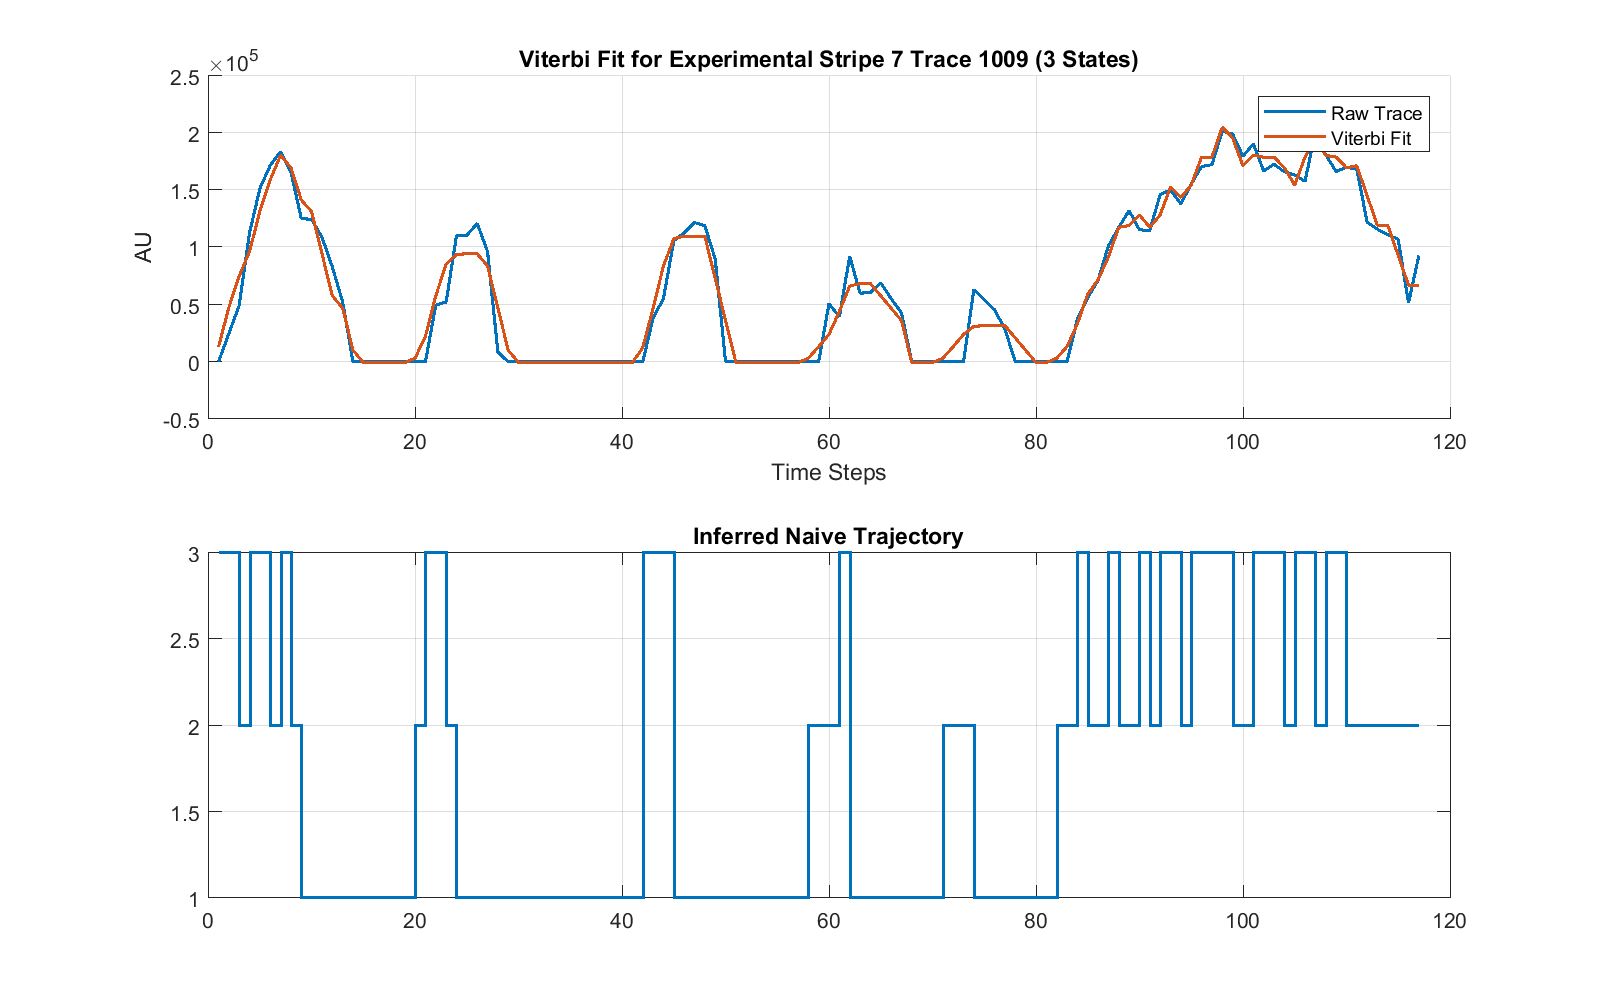 Viterbi Fit for Experimental Stripe 7 Trace 1009 (3 States)
×10^5
2.5
2
1.5
1
0.5
0
-0.5
AU
Raw Trace
Viterbi Fit
0 20 40 60 80 100 120
Time Steps
Inferred Naive Trajectory
3
2.5
2
1.5
1
0 20 40 60 80 100 120